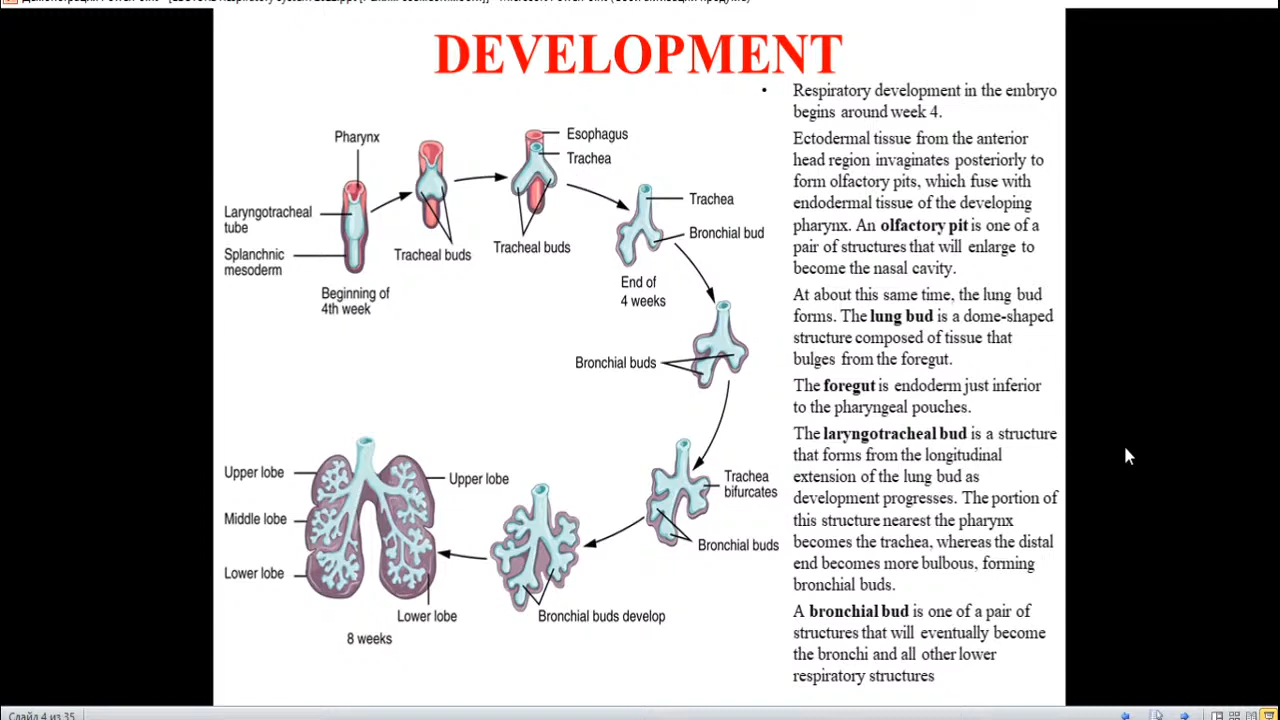 DEVELOPMENT
Pharynx
Laryngotracheal
tube
Splanchnic
mesoderm
Beginning of
4th week
Tracheal buds
Esophagus
Trachea
Tracheal buds
Trachea
Bronchial bud
End of
4 weeks
Bronchial buds
Trachea
bifurcates
Bronchial buds
Bronchial buds develop
Upper lobe
Middle lobe
Lower lobe
Upper lobe
Lower lobe
8 weeks
• Respiratory development in the embryo
begins around week 4.
Ectodermal tissue from the anterior
head region invaginates posteriorly to
form olfactory pits, which fuse with
endodermal tissue of the developing
pharynx. An olfactory pit is one of a
pair of structures that will enlarge to
become the nasal cavity.
At about this same time, the lung bud
forms. The lung bud is a dome-shaped
structure composed of tissue that
bulges from the foregut.
The foregut is endoderm just inferior
to the pharyngeal pouches.
The laryngotracheal bud is a structure
that forms from the longitudinal
extension of the lung bud as
development progresses. The portion of
this structure nearest the pharynx
becomes the trachea, whereas the distal
end becomes more bulbous, forming
bronchial buds.
A bronchial bud is one of a pair of
structures that will eventually become
the bronchi and all other lower
respiratory structures
Слайд 4 из 35